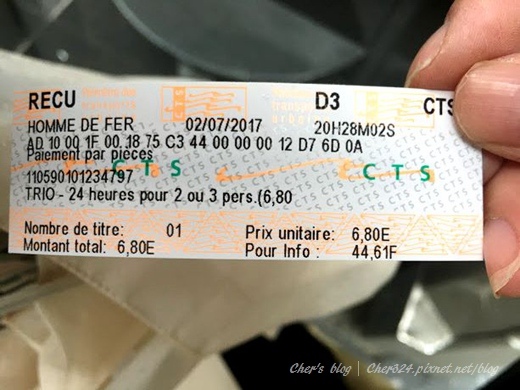 RECU D3 CTS
HOMME DE FER 02/07/2017 20H28M02S
AD 10 00 1F 00 18 75 C3 44 00 00 00 12 D7 6D 0A
Paiement par pièces
CTS CTS
110590101234797
TRIO - 24 heures pour 2 ou 3 pers.(6,80
Nombre de titre: 01 Prix unitaire: 6,80E
Montant total: 6,80E Pour Info : 44,61F
Cher's blog | Cher824.pixnet.net/blog